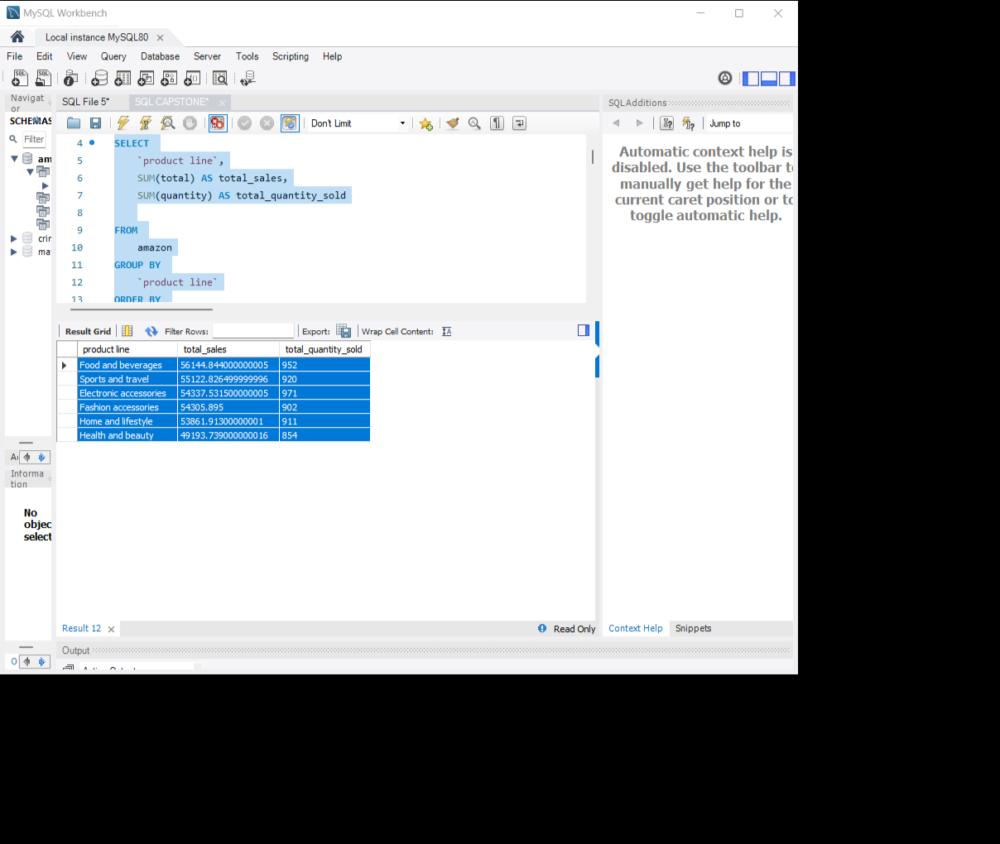 MySQL Workbench
Local instance MySQL80
File Edit View Query Database Server Tools Scripting Help
Navigator
SCHEMAS
Filter
am
crir
ma
No
objec
select
Informa
tion
SQL File 5* SQL CAPSTONE*
Don't Limit
4 SELECT
5 `product line`,
6 SUM(total) AS total_sales,
7 SUM(quantity) AS total_quantity_sold
8
9 FROM
10 amazon
11 GROUP BY
12 `product line`
13 ORDER BY
Result Grid Filter Rows: Export: Wrap Cell Content:
product line total_sales total_quantity_sold
Food and beverages 56144.844000000005 952
Sports and travel 55122.826499999996 920
Electronic accessories 54337.531500000005 971
Fashion accessories 54305.895 902
Home and lifestyle 53861.91300000001 911
Health and beauty 49193.739000000016 854
Result 12 Read Only
Output
SQLAdditions
Jump to
Automatic context help is
disabled. Use the toolbar to
manually get help for the
current caret position or to
toggle automatic help.
Context Help Snippets